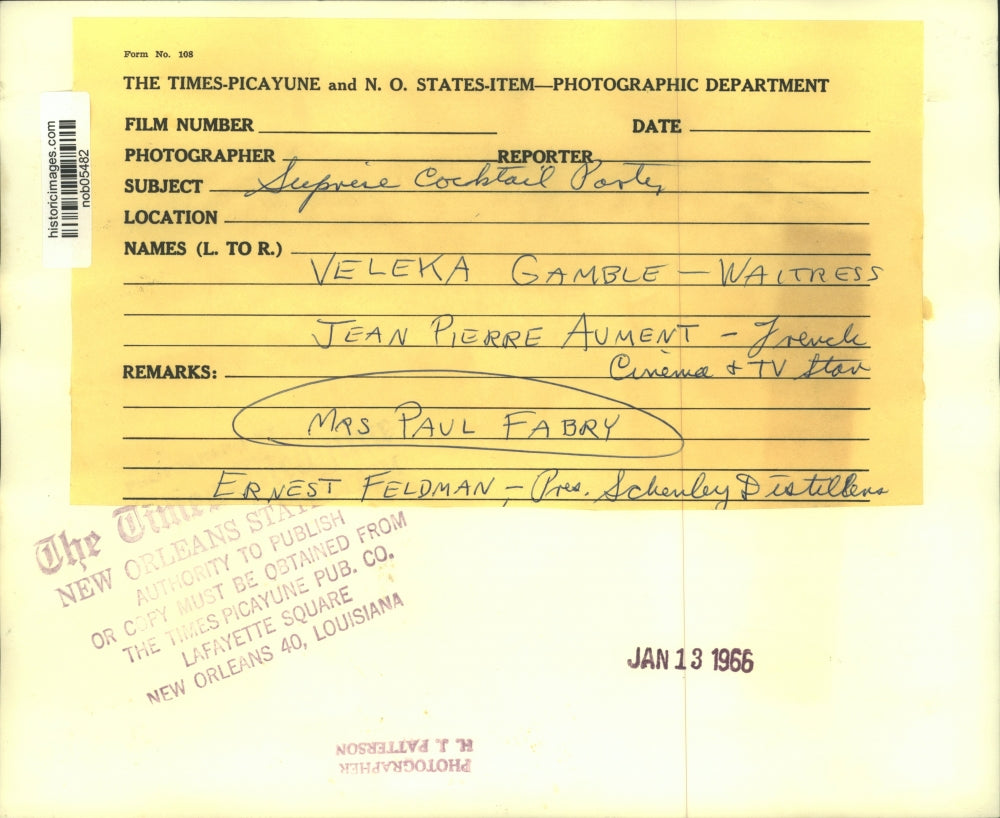 Form No. 108
THE TIMES-PICAYUNE and N. O. STATES-ITEM—PHOTOGRAPHIC DEPARTMENT
FILM NUMBER
DATE
PHOTOGRAPHER
REPORTER
SUBJECT Cocktail Party
LOCATION
NAMES (L. TO R.)
VELEKA GAMBLE - WAITRESS
JEAN PIERRE AUMENT - French
Cinema & TV Star
REMARKS:
MRS PAUL FABRY
ERNEST FELDMAN - Pres. Schenley Distillers
historicimages.com
nob05482
The Times
NEW ORLEANS STAT
AUTHORITY TO PUBLISH
OR COPY MUST BE OBTAINED FROM
THE TIMES PICAYUNE PUB. CO.
LAFAYETTE SQUARE
NEW ORLEANS 40, LOUISIANA
JAN 13 1966
PHOTOGRAPHER
H. J. PATTERSON